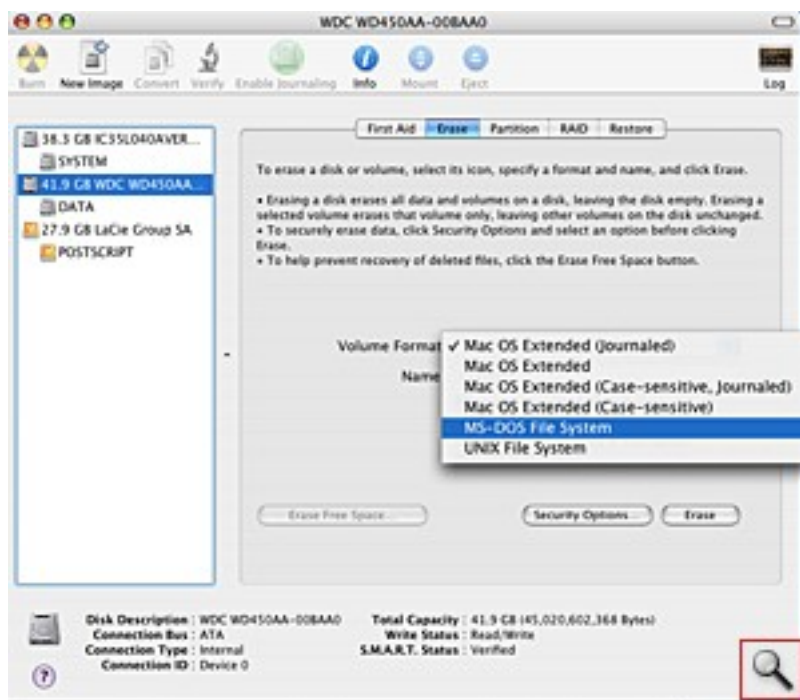 WDC WD450AA-00BAA0
Burn New Image Convert Verify Enable Journaling Info Mount Eject Log
38.3 GB IC35L040AVER...
SYSTEM
41.9 GB WDC WD450AA...
DATA
27.9 GB LaCie Group SA
POSTSCRIPT
First Aid Erase Partition RAID Restore
To erase a disk or volume, select its icon, specify a format and name, and click Erase.
• Erasing a disk erases all data and volumes on a disk, leaving the disk empty. Erasing a
selected volume erases that volume only, leaving other volumes on the disk unchanged.
• To securely erase data, click Security Options and select an option before clicking
Erase.
• To help prevent recovery of deleted files, click the Erase Free Space button.
Volume Format
✓ Mac OS Extended (Journaled)
Mac OS Extended
Name
Mac OS Extended (Case-sensitive, Journaled)
Mac OS Extended (Case-sensitive)
MS-DOS File System
UNIX File System
Erase Free Space... Security Options... Erase
Disk Description : WDC WD450AA-00BAA0
Connection Bus : ATA
Connection Type : Internal
Connection ID : Device 0
Total Capacity : 41.9 GB (45,020,602,368 Bytes)
Write Status : Read/Write
S.M.A.R.T. Status : Verified
?